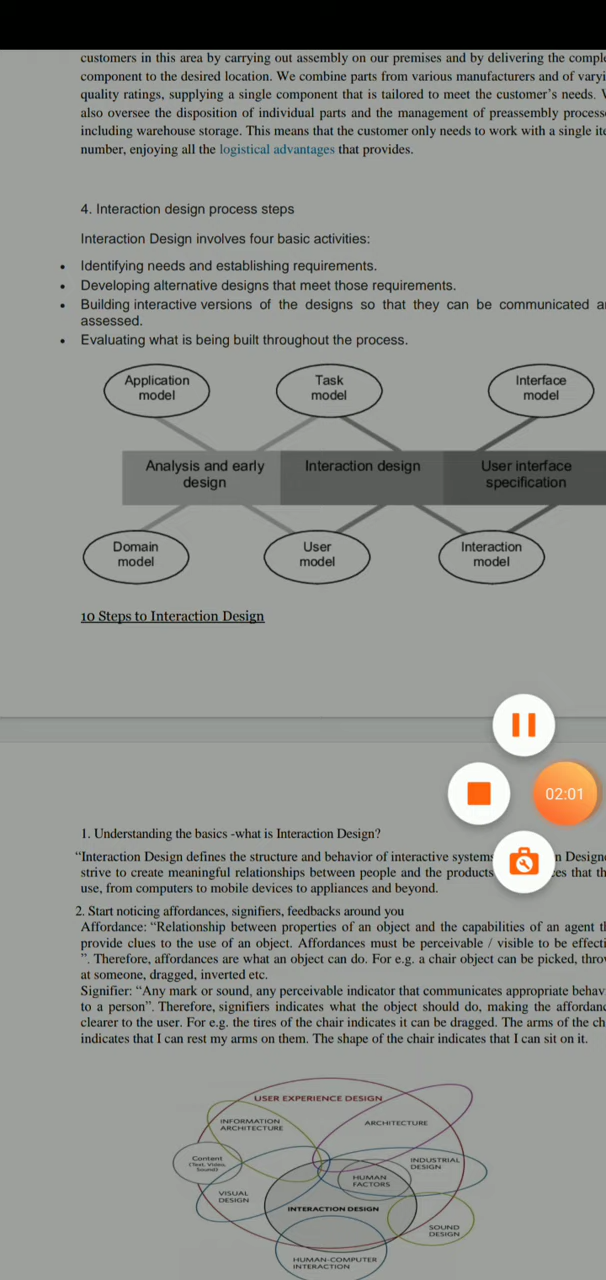 customers in this area by carrying out assembly on our premises and by delivering the comple
component to the desired location. We combine parts from various manufacturers and of varyi
quality ratings, supplying a single component that is tailored to meet the customer's needs.
also oversee the disposition of individual parts and the management of preassembly process
including warehouse storage. This means that the customer only needs to work with a single ite
number, enjoying all the logistical advantages that provides.
4. Interaction design process steps
Interaction Design involves four basic activities:
• Identifying needs and establishing requirements.
• Developing alternative designs that meet those requirements.
• Building interactive versions of the designs so that they can be communicated a
assessed.
• Evaluating what is being built throughout the process.
Application model
Task model
Interface model
Analysis and early design
Interaction design
User interface specification
Domain model
User model
Interaction model
10 Steps to Interaction Design
02:01
1. Understanding the basics -what is Interaction Design?
“Interaction Design defines the structure and behavior of interactive system n Design
strive to create meaningful relationships between people and the products es that th
use, from computers to mobile devices to appliances and beyond.
2. Start noticing affordances, signifiers, feedbacks around you
Affordance: “Relationship between properties of an object and the capabilities of an agent th
provide clues to the use of an object. Affordances must be perceivable / visible to be effecti
”. Therefore, affordances are what an object can do. For e.g. a chair object can be picked, thro
at someone, dragged, inverted etc.
Signifier: “Any mark or sound, any perceivable indicator that communicates appropriate behav
to a person”. Therefore, signifiers indicates what the object should do, making the affordanc
clearer to the user. For e.g. the tires of the chair indicates it can be dragged. The arms of the ch
indicates that I can rest my arms on them. The shape of the chair indicates that I can sit on it.
USER EXPERIENCE DESIGN
INFORMATION
ARCHITECTURE
ARCHITECTURE
Content
(Text, Video,
Sound)
INDUSTRIAL
DESIGN
HUMAN
FACTORS
VISUAL
DESIGN
INTERACTION DESIGN
SOUND
DESIGN
HUMAN-COMPUTER
INTERACTION